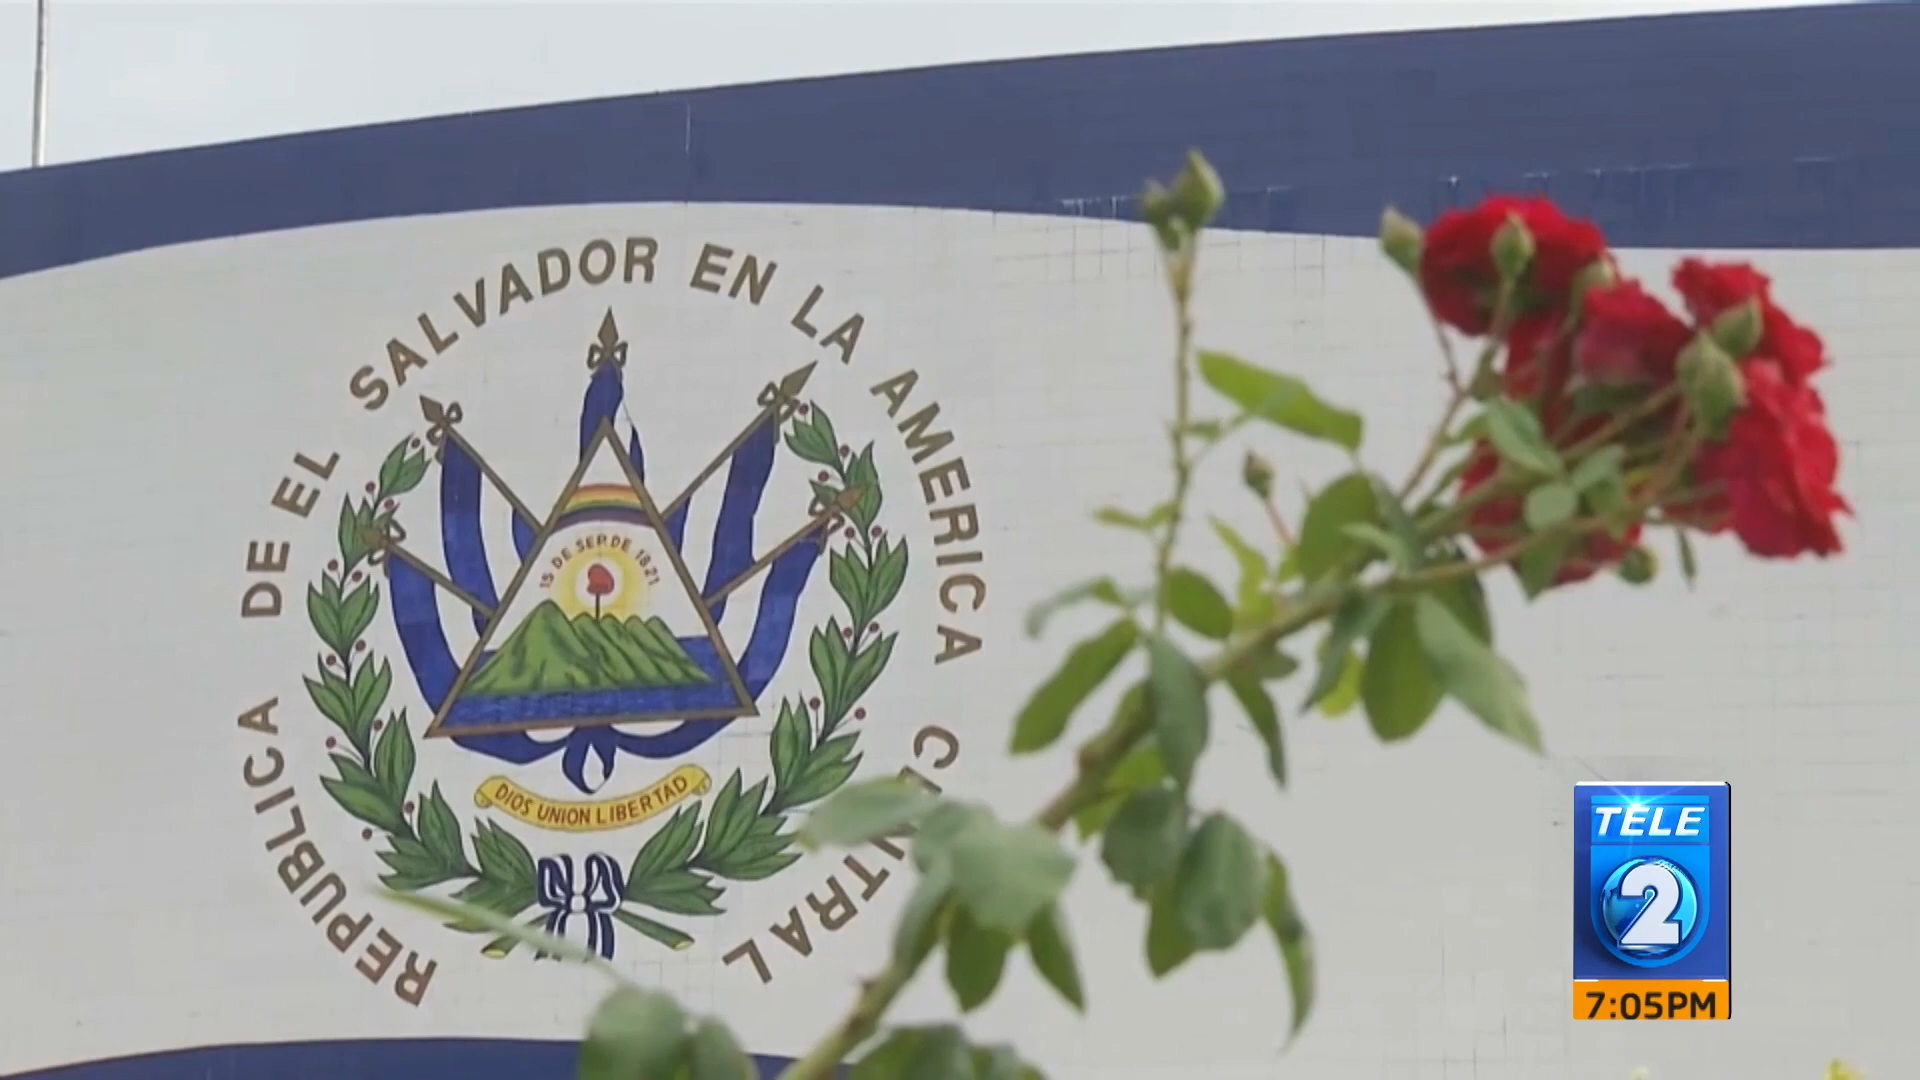 REPUBLICA DE EL SALVADOR EN LA AMERICA CENTRAL
15 DE SEP. DE 1821
DIOS UNION LIBERTAD
TELE
2
7:05PM